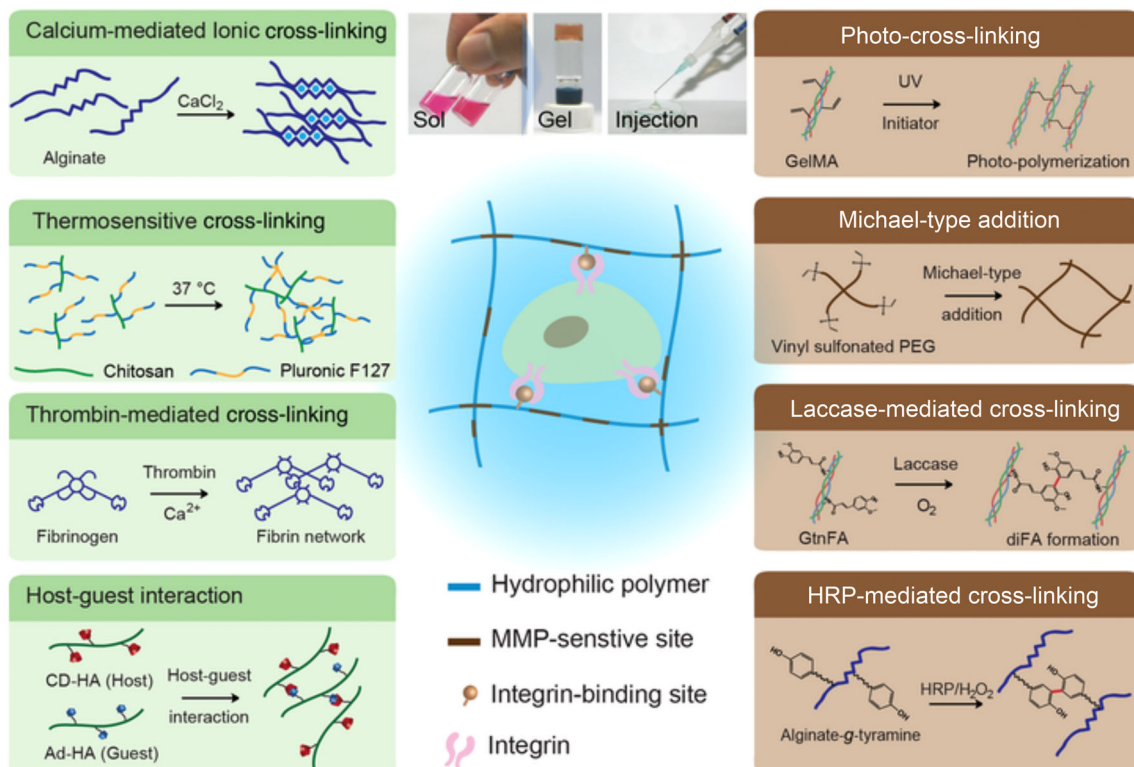 Calcium-mediated Ionic cross-linking
CaCl₂
Alginate
Thermosensitive cross-linking
37 °C
Chitosan
Pluronic F127
Thrombin-mediated cross-linking
Thrombin
Ca²⁺
Fibrinogen
Fibrin network
Host-guest interaction
CD-HA (Host)
Host-guest
interaction
Ad-HA (Guest)
Sol
Gel
Injection
Hydrophilic polymer
MMP-senstive site
Integrin-binding site
Integrin
Photo-cross-linking
UV
Initiator
GelMA
Photo-polymerization
Michael-type addition
Michael-type
addition
Vinyl sulfonated PEG
Laccase-mediated cross-linking
Laccase
O₂
GtnFA
diFA formation
HRP-mediated cross-linking
HO
OH
HRP/H₂O₂
HO
OH
Alginate-g-tyramine